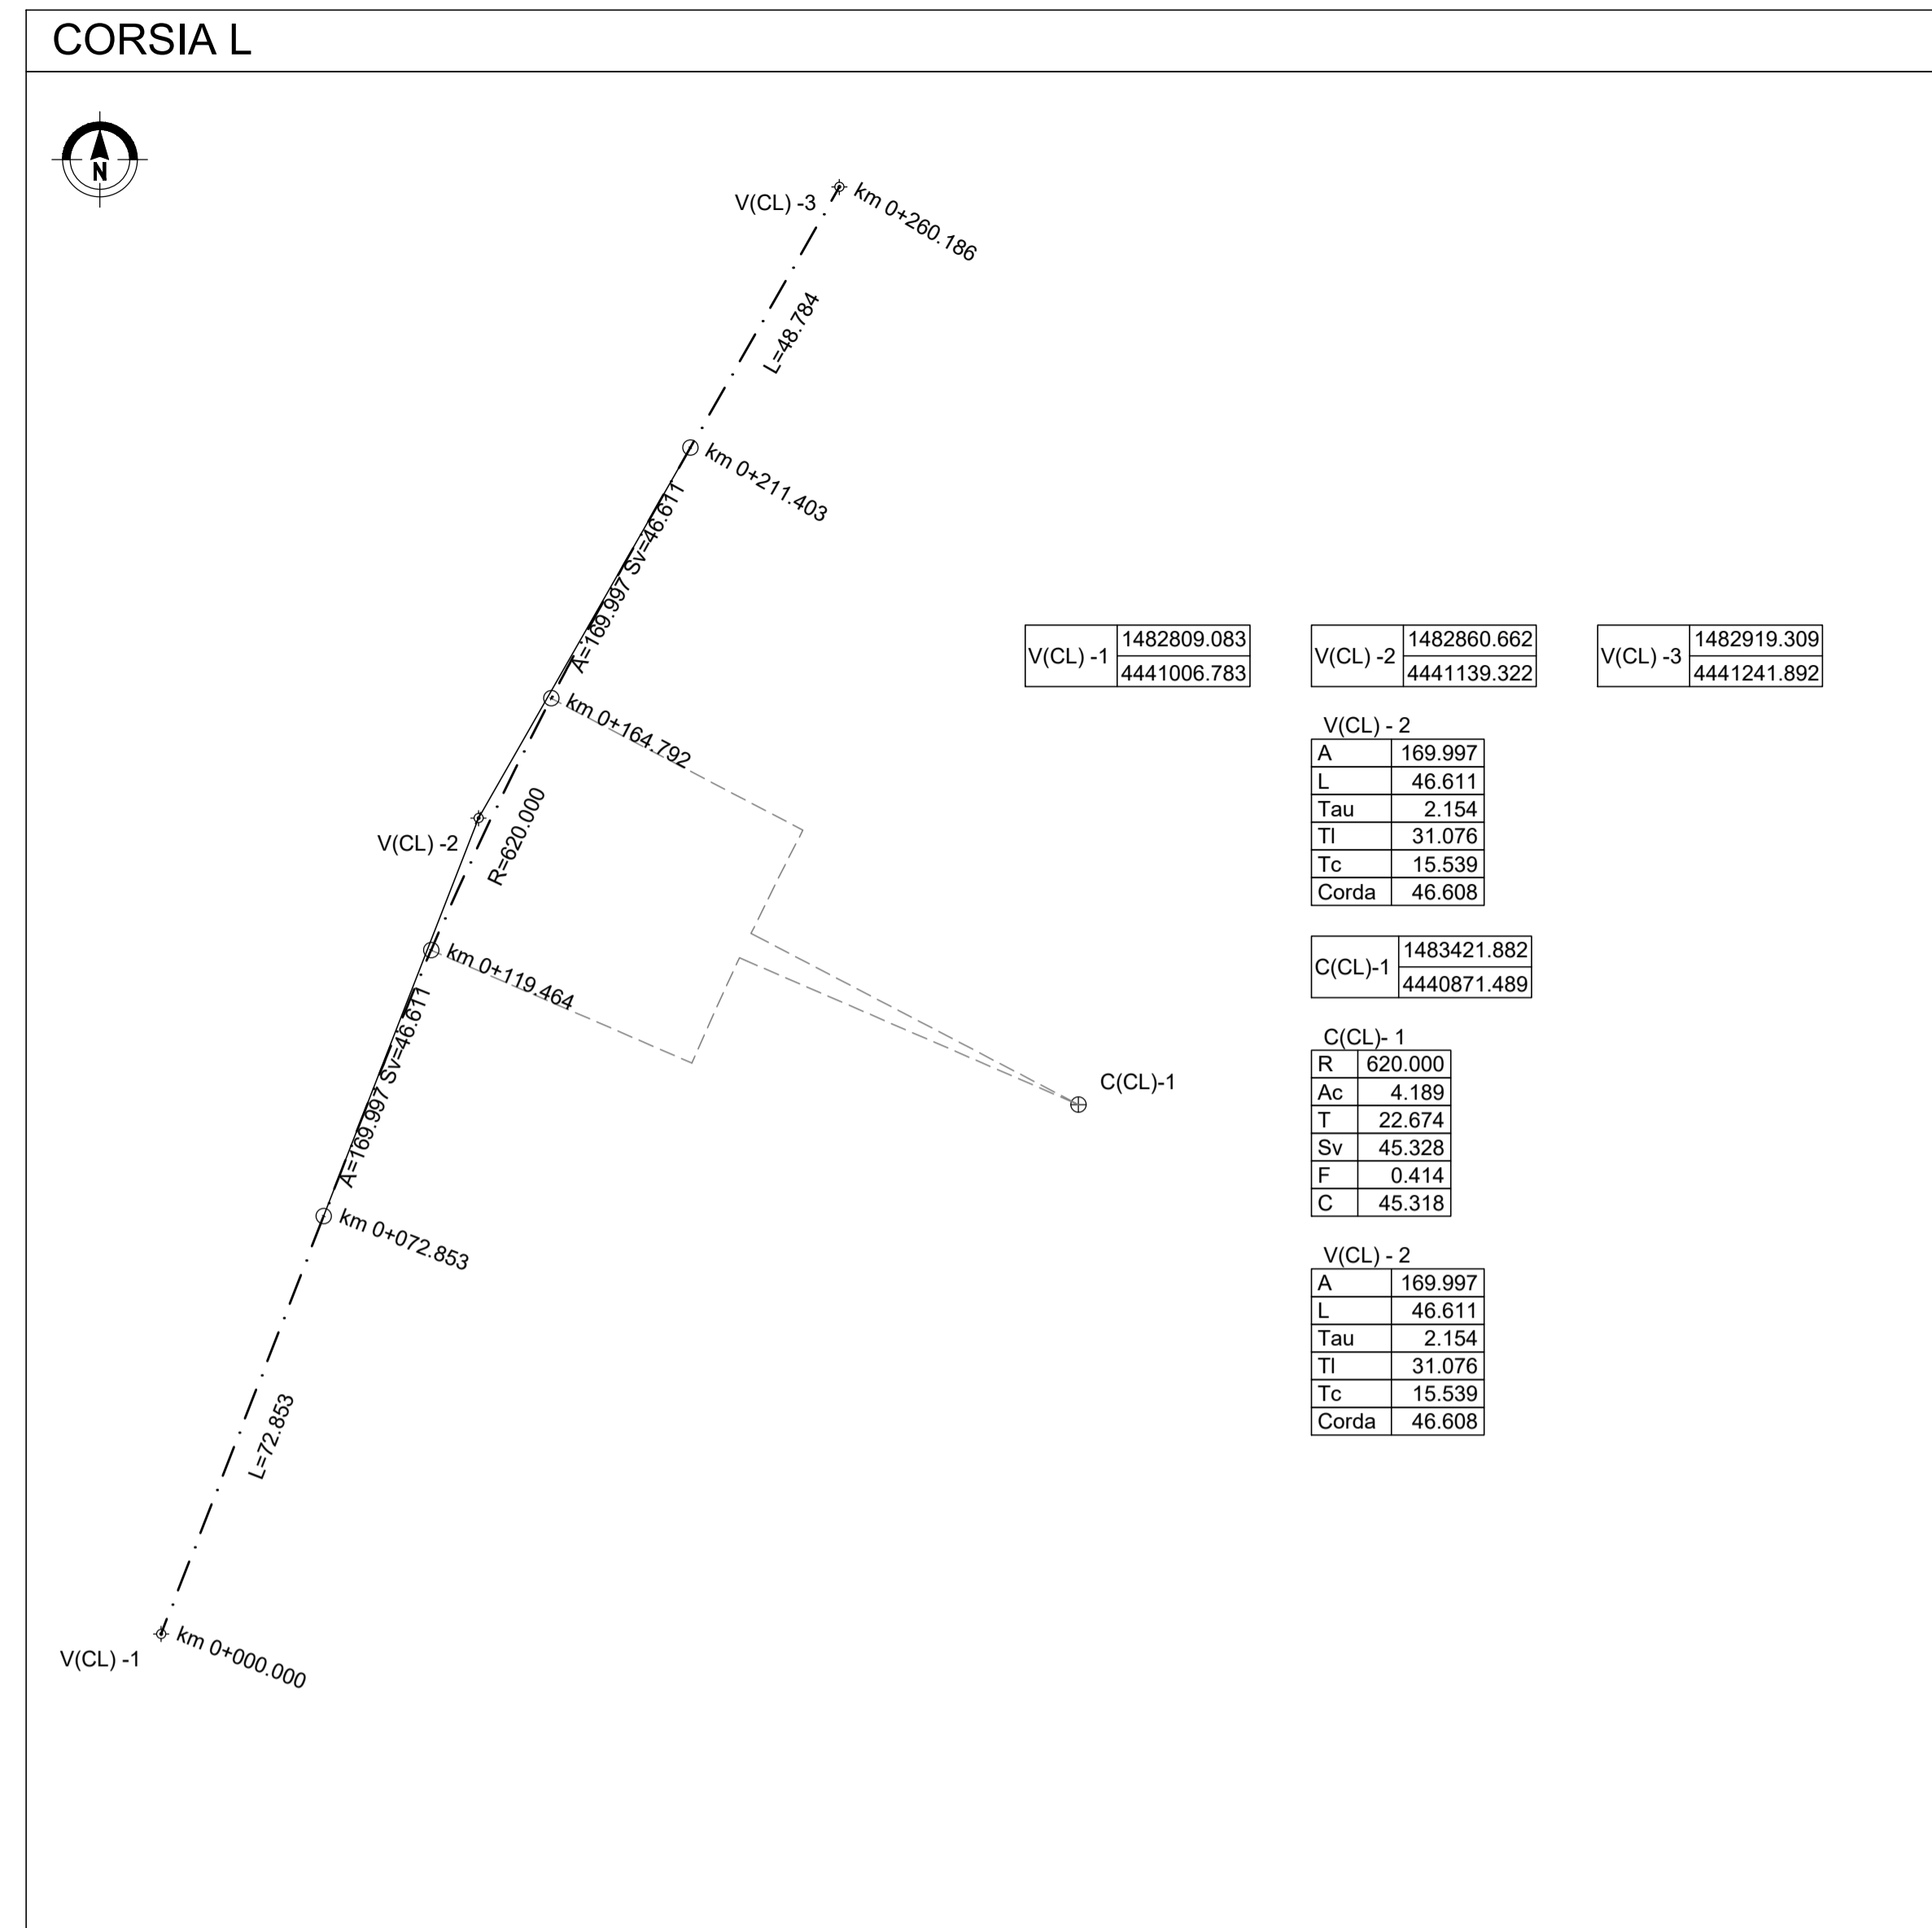 CORSIA L
N
V(CL) -3
km 0+260.186
L=48.784
km 0+211.403
A=169.997 Sv=46.611
km 0+164.792
R=620.000
V(CL) -2
km 0+119.464
A=169.997 Sv=46.611
km 0+072.853
L=72.853
km 0+000.000
V(CL) -1
C(CL)-1
V(CL) -1
1482809.083
4441006.783
V(CL) -2
1482860.662
4441139.322
V(CL) -3
1482919.309
4441241.892
V(CL) - 2
A 169.997
L 46.611
Tau 2.154
Tl 31.076
Tc 15.539
Corda 46.608
C(CL)-1
1483421.882
4440871.489
C(CL)- 1
R 620.000
Ac 4.189
T 22.674
Sv 45.328
F 0.414
C 45.318
V(CL) - 2
A 169.997
L 46.611
Tau 2.154
Tl 31.076
Tc 15.539
Corda 46.608